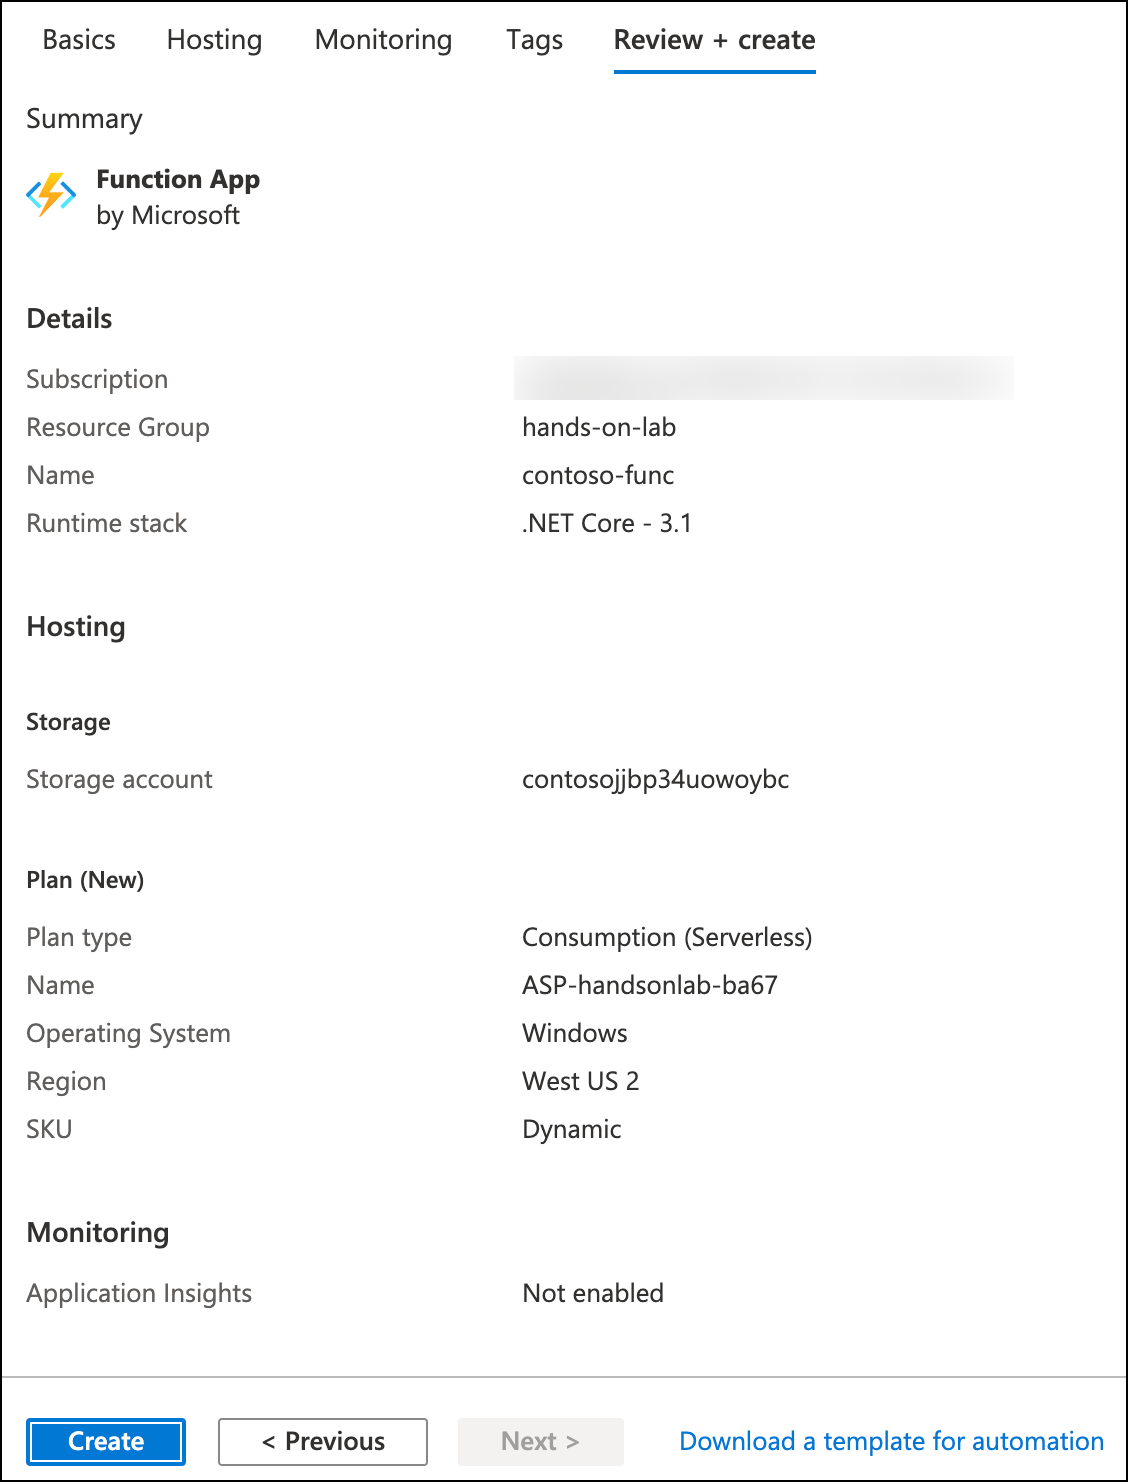 Basics Hosting Monitoring Tags Review + create
Summary
Function App
by Microsoft
Details
Subscription
Resource Group hands-on-lab
Name contoso-func
Runtime stack .NET Core - 3.1
Hosting
Storage
Storage account contosojjbp34uowoybc
Plan (New)
Plan type Consumption (Serverless)
Name ASP-handsonlab-ba67
Operating System Windows
Region West US 2
SKU Dynamic
Monitoring
Application Insights Not enabled
Create < Previous Next > Download a template for automation